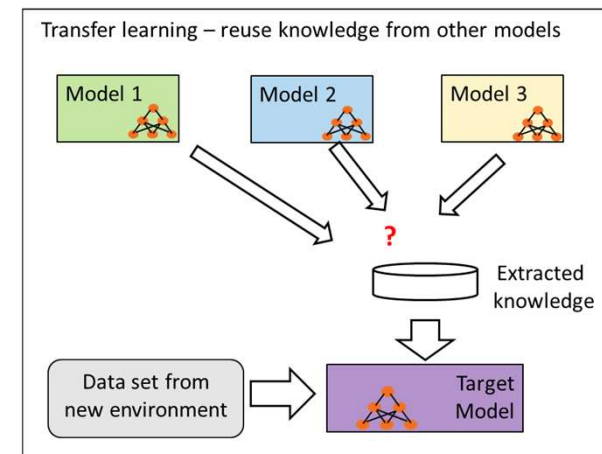 Transfer learning – reuse knowledge from other models
Model 1
Model 2
Model 3
?
Extracted
knowledge
Data set from
new environment
Target
Model